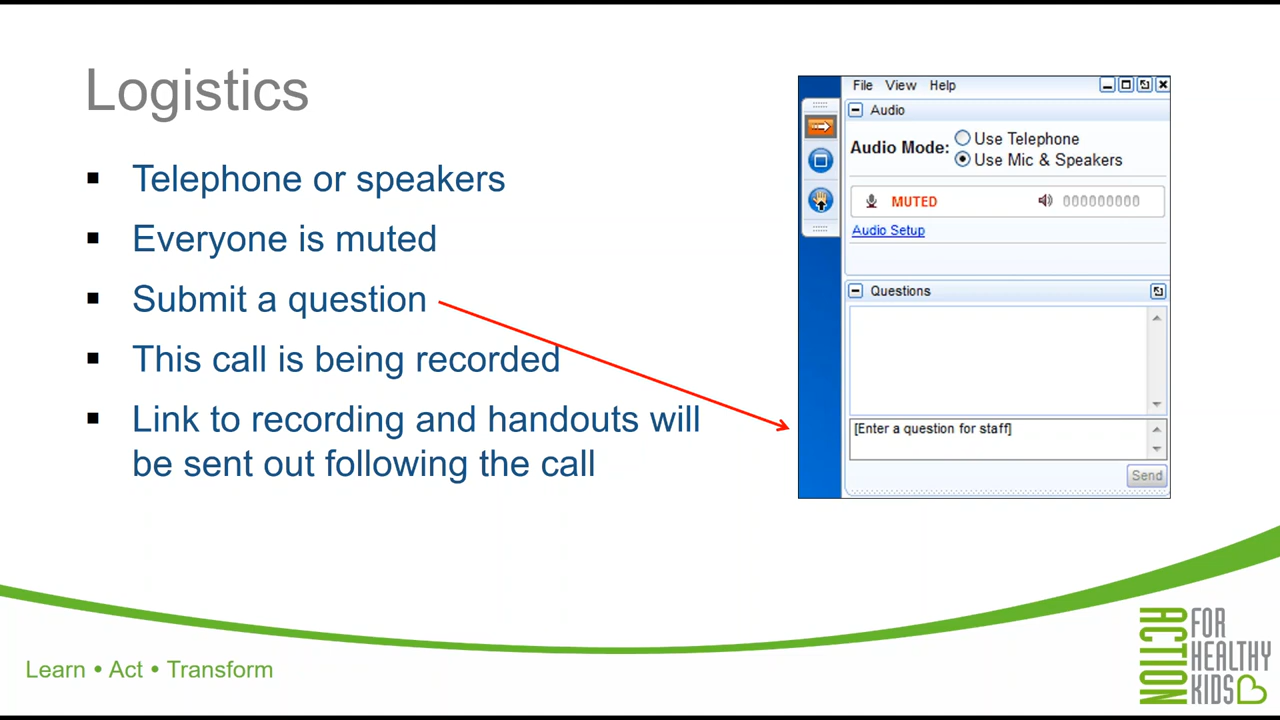 Logistics
Telephone or speakers
Everyone is muted
Submit a question
This call is being recorded
Link to recording and handouts will
be sent out following the call
File View Help
Audio
Audio Mode: Use Telephone
Use Mic & Speakers
MUTED 000000000
Audio Setup
Questions
[Enter a question for staff]
Send
Learn • Act • Transform
ACTION
FOR
HEALTHY
KIDS